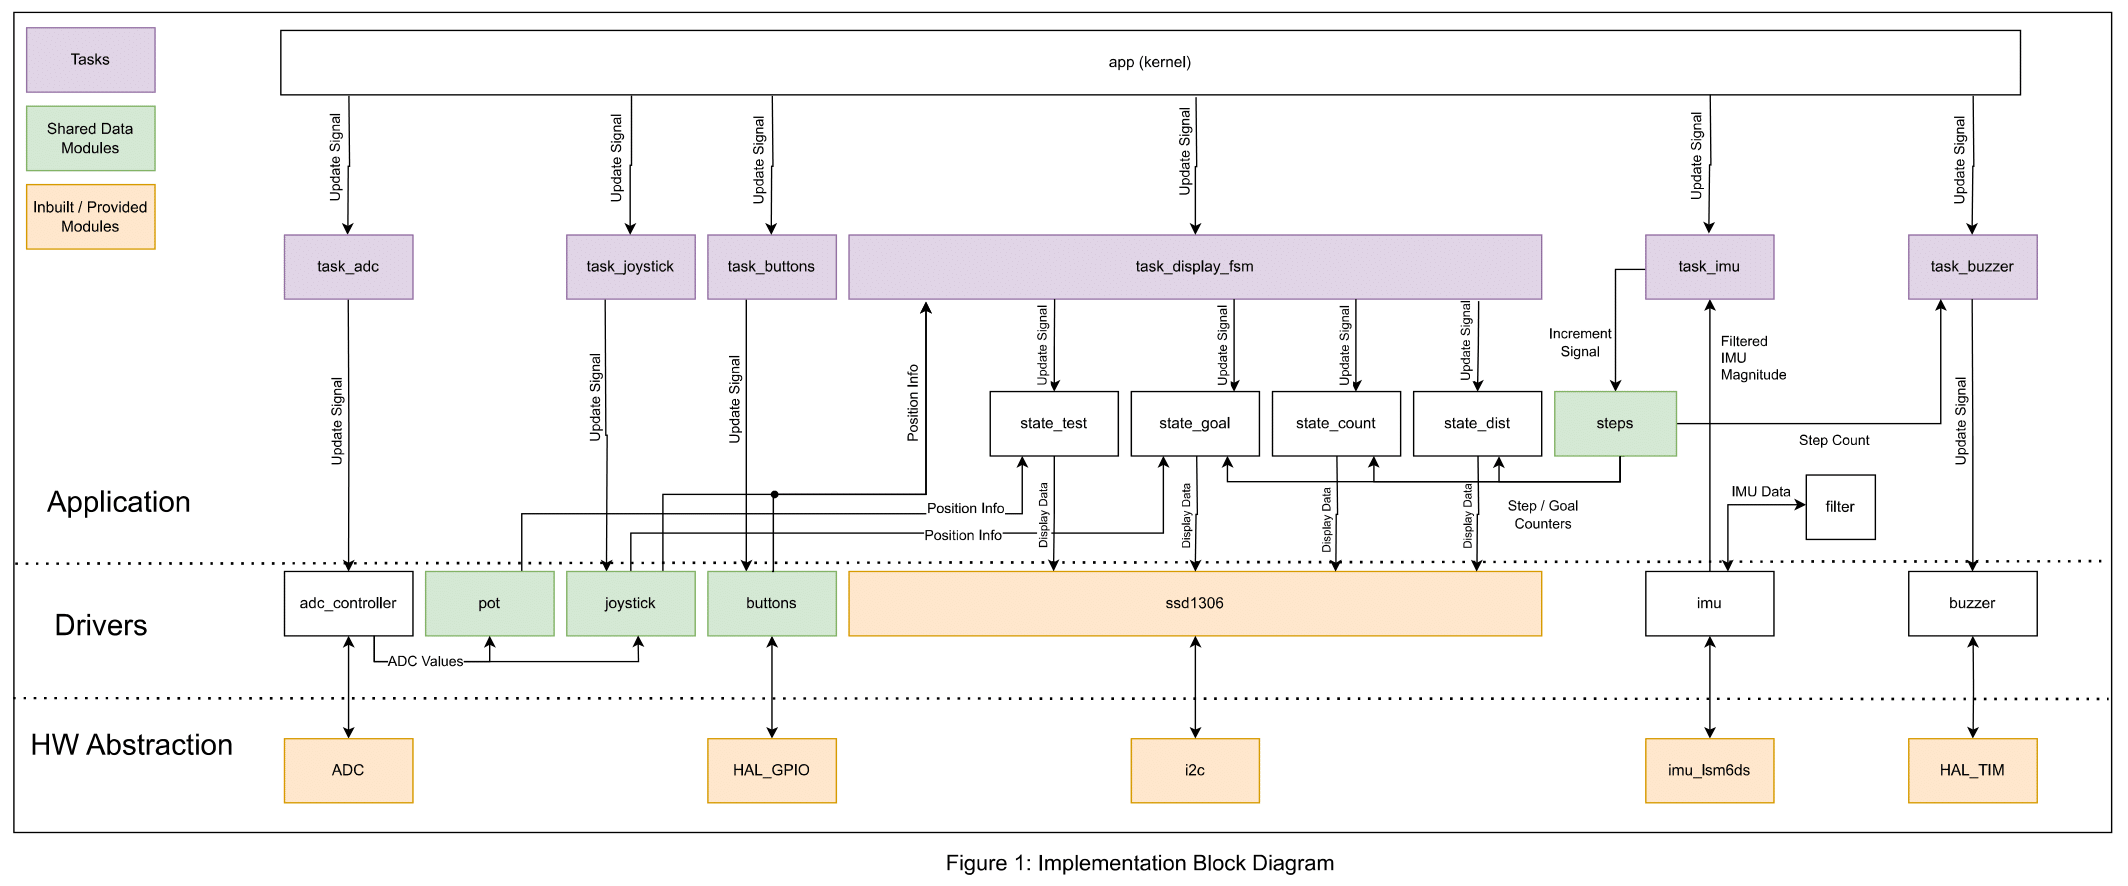 Tasks
Shared Data
Modules
Inbuilt / Provided
Modules
app (kernel)
Update Signal
Update Signal
Update Signal
Update Signal
Update Signal
Update Signal
task_adc
task_joystick
task_buttons
task_display_fsm
task_imu
task_buzzer
Update Signal
Update Signal
Update Signal
Position Info
Update Signal
Update Signal
Update Signal
Update Signal
Increment
Signal
Filtered
IMU
Magnitude
Update Signal
state_test
state_goal
state_count
state_dist
steps
Step Count
Application
Position Info
Position Info
Display Data
Display Data
Display Data
Display Data
Step / Goal
Counters
IMU Data
filter
Drivers
adc_controller
pot
joystick
buttons
ssd1306
imu
buzzer
ADC Values
HW Abstraction
ADC
HAL_GPIO
i2c
imu_lsm6ds
HAL_TIM
Figure 1: Implementation Block Diagram